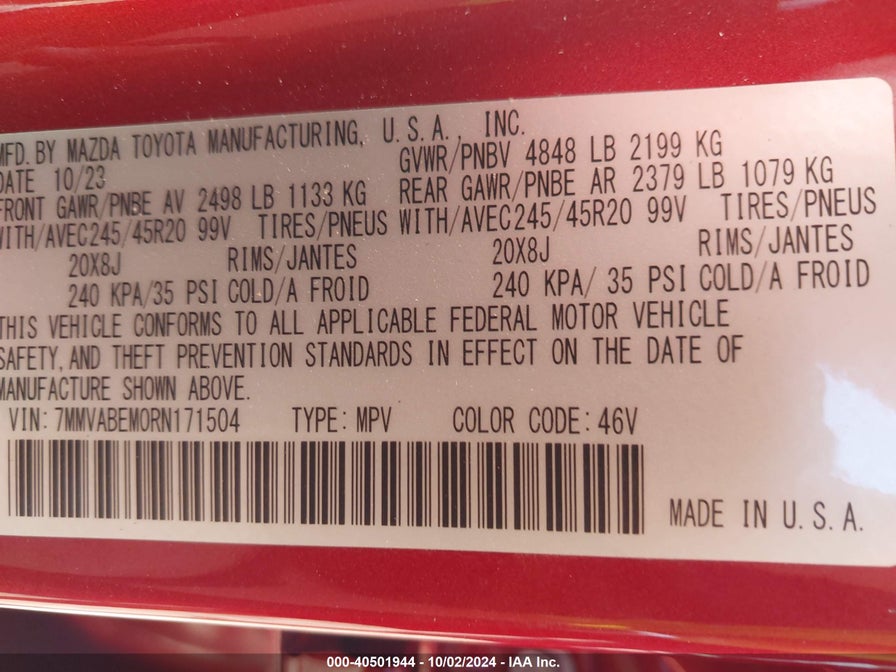 MFD. BY MAZDA TOYOTA MANUFACTURING, U.S.A., INC.
DATE 10/23 GVWR/PNBV 4848 LB 2199 KG
FRONT GAWR/PNBE AV 2498 LB 1133 KG REAR GAWR/PNBE AR 2379 LB 1079 KG
WITH/AVEC245/45R20 99V TIRES/PNEUS WITH/AVEC245/45R20 99V TIRES/PNEUS
20X8J RIMS/JANTES 20X8J RIMS/JANTES
240 KPA/35 PSI COLD/A FROID 240 KPA/ 35 PSI COLD/A FROID
THIS VEHICLE CONFORMS TO ALL APPLICABLE FEDERAL MOTOR VEHICLE
SAFETY, AND THEFT PREVENTION STANDARDS IN EFFECT ON THE DATE OF
MANUFACTURE SHOWN ABOVE.
VIN: 7MMVABEM0RN171504 TYPE: MPV COLOR CODE: 46V
MADE IN U.S.A.
000-40501944 - 10/02/2024 - IAA Inc.